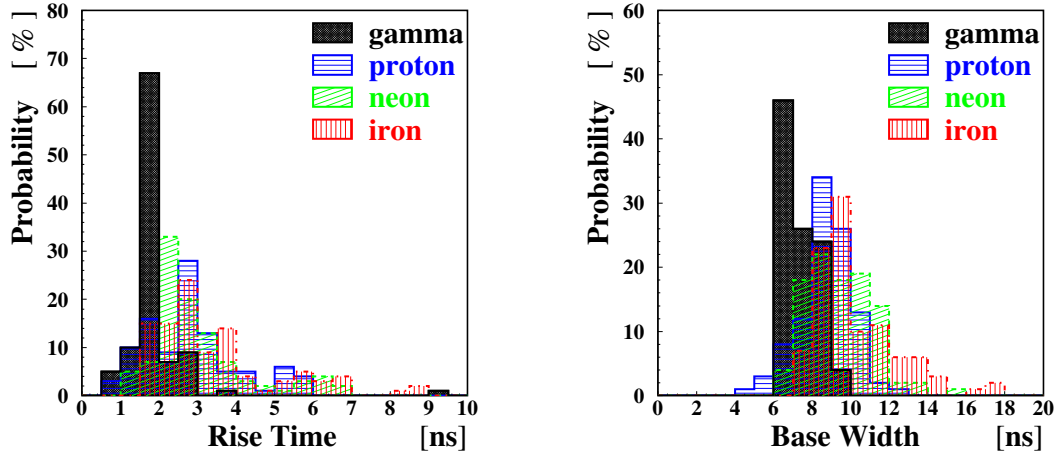 Probability [ % ]
80
70
60
50
40
30
20
10
0
gamma
proton
neon
iron
0 1 2 3 4 5 6 7 8 9 10
Rise Time [ns]
Probability [ % ]
60
50
40
30
20
10
0
gamma
proton
neon
iron
0 2 4 6 8 10 12 14 16 18 20
Base Width [ns]